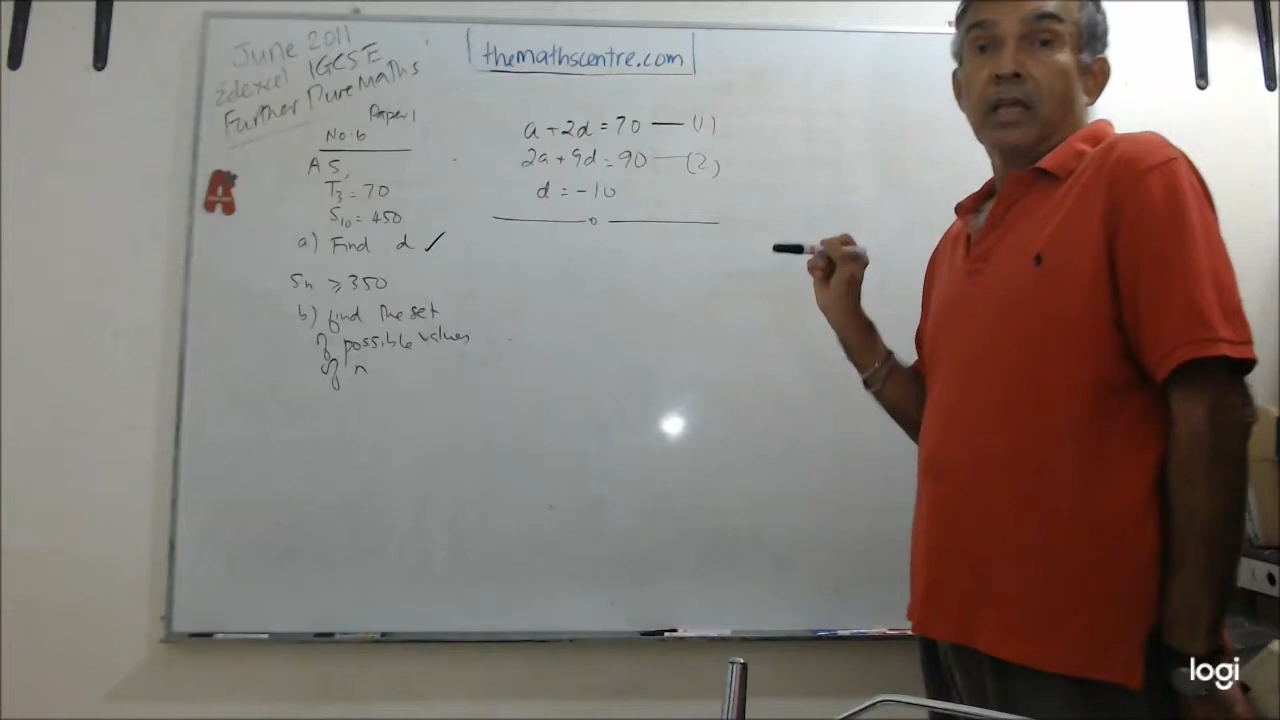 June 2011
Edexcel IGCSE
Further Pure Maths
Paper 1
No. 6
A S,
T₃ = 70
S₁₀ = 450
a) Find d ✓
Sn ≥ 350
b) find the set
of possible values
of n
themathscentre.com
a + 2d = 70 — (1)
2a + 9d = 90 — (2)
d = -10
A
logi